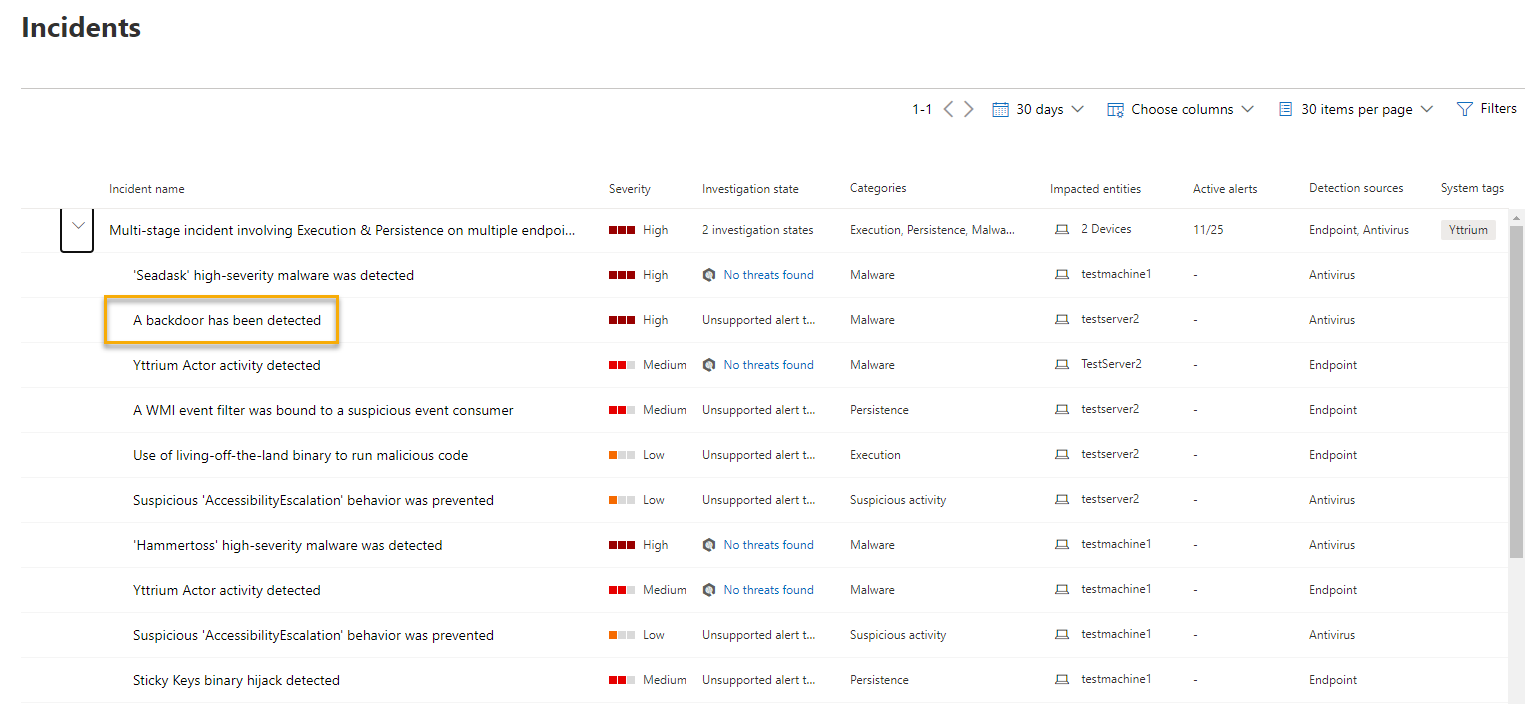 Incidents
1-1 30 days Choose columns 30 items per page Filters
Incident name Severity Investigation state Categories Impacted entities Active alerts Detection sources System tags
Multi-stage incident involving Execution & Persistence on multiple endpoi... High 2 investigation states Execution, Persistence, Malwa... 2 Devices 11/25 Endpoint, Antivirus Yttrium
'Seadask' high-severity malware was detected High No threats found Malware testmachine1 - Antivirus
A backdoor has been detected High Unsupported alert t... Malware testserver2 - Antivirus
Yttrium Actor activity detected Medium No threats found Malware TestServer2 - Endpoint
A WMI event filter was bound to a suspicious event consumer Medium Unsupported alert t... Persistence testserver2 - Endpoint
Use of living-off-the-land binary to run malicious code Low Unsupported alert t... Execution testserver2 - Endpoint
Suspicious 'AccessibilityEscalation' behavior was prevented Low Unsupported alert t... Suspicious activity testserver2 - Antivirus
'Hammertoss' high-severity malware was detected High No threats found Malware testmachine1 - Antivirus
Yttrium Actor activity detected Medium No threats found Malware testmachine1 - Endpoint
Suspicious 'AccessibilityEscalation' behavior was prevented Low Unsupported alert t... Suspicious activity testmachine1 - Antivirus
Sticky Keys binary hijack detected Medium Unsupported alert t... Persistence testmachine1 - Endpoint